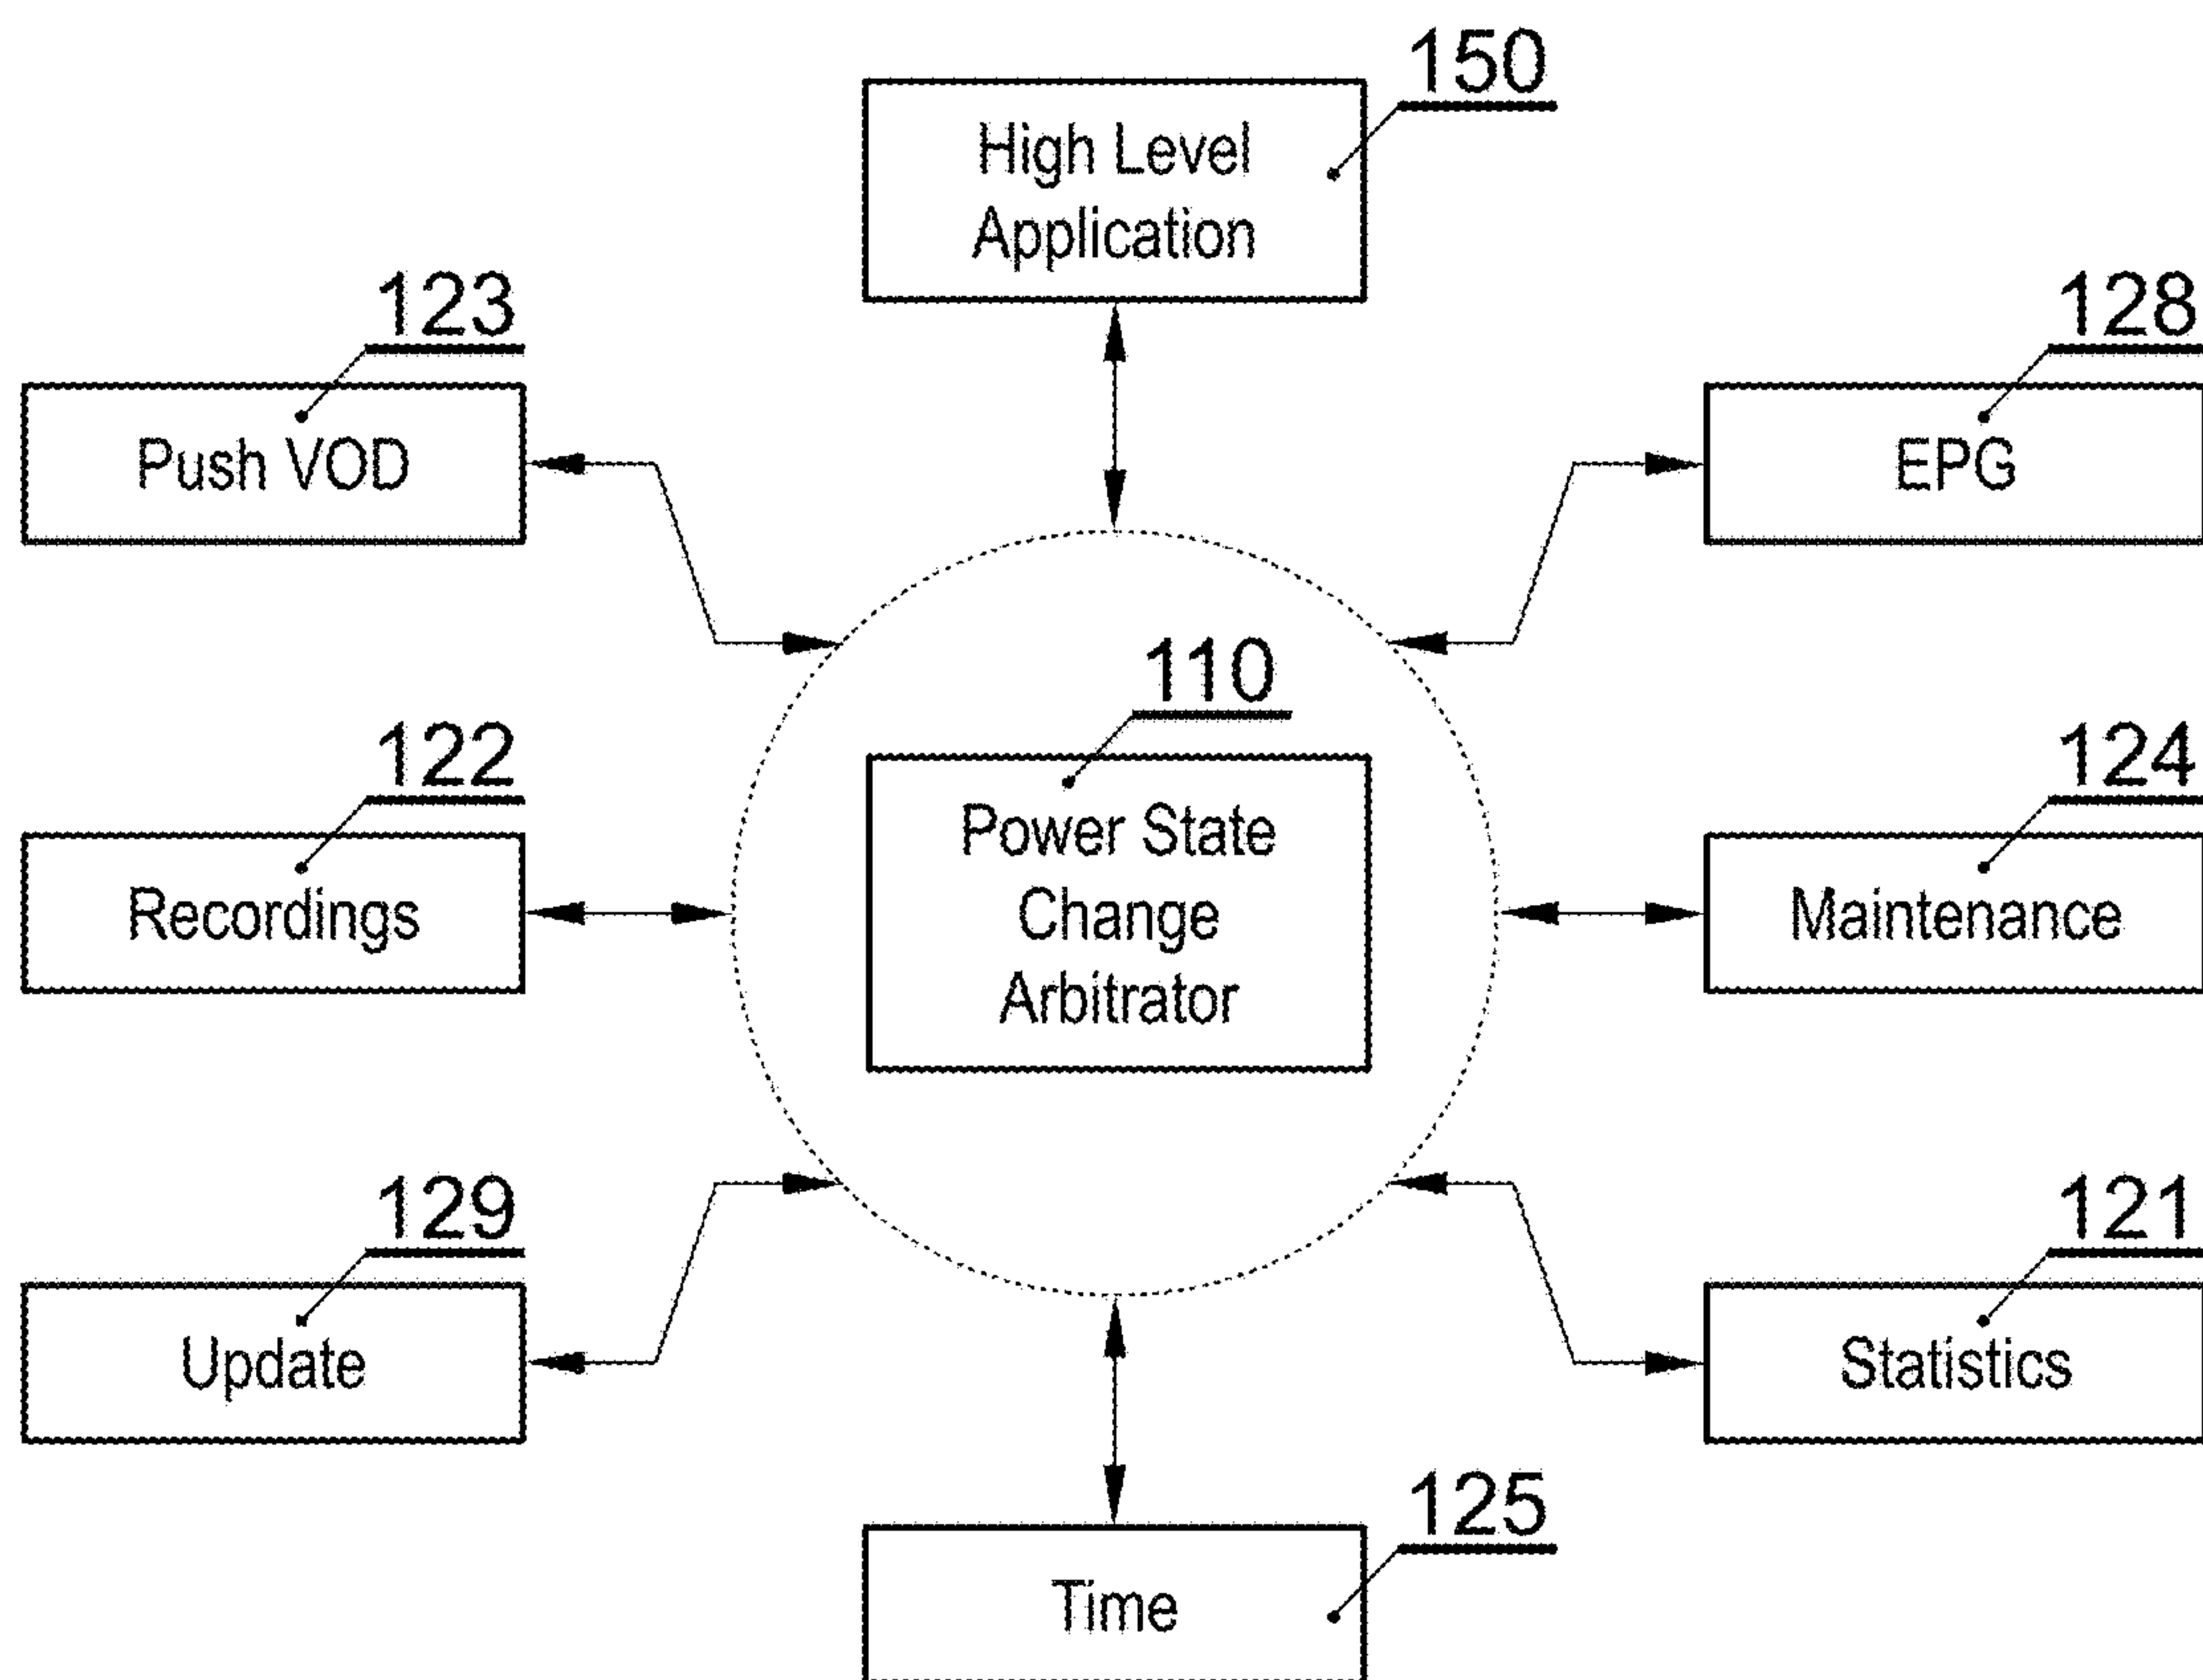 150
High Level
Application
123
Push VOD
128
EPG
110
Power State
Change
Arbitrator
122
Recordings
124
Maintenance
129
Update
121
Statistics
125
Time